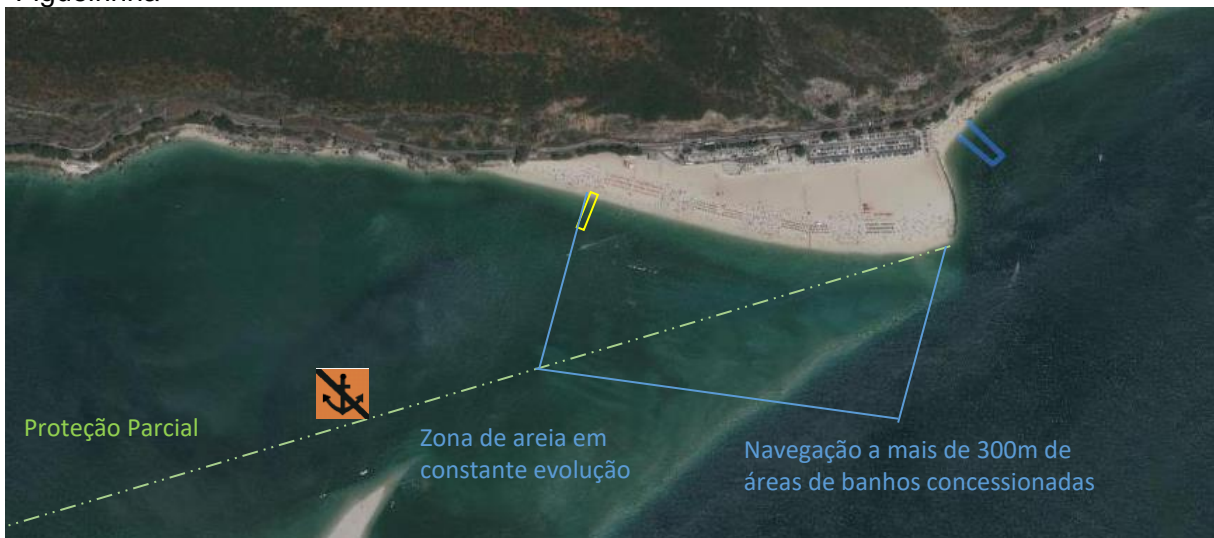 Proteção Parcial
Zona de areia em
constante evolução
Navegação a mais de 300m de
áreas de banhos concessionadas